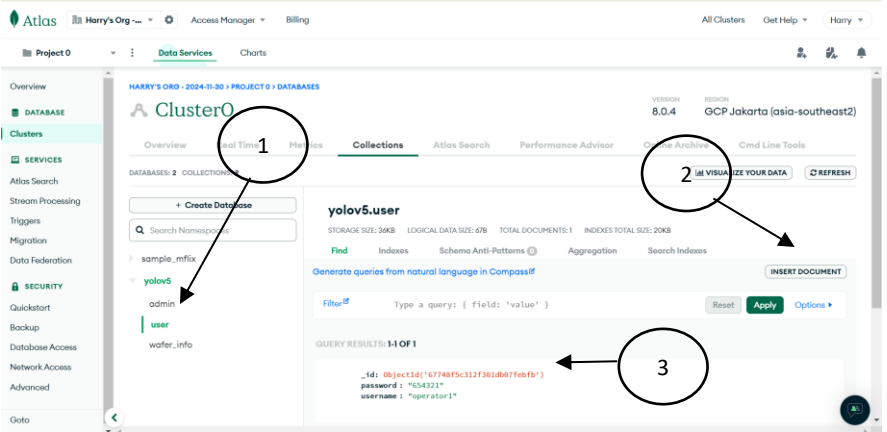 Atlas Harry's Org -... Access Manager Billing All Clusters Get Help Harry
Project 0 Data Services Charts
Overview
DATABASE
Clusters
SERVICES
Atlas Search
Stream Processing
Triggers
Migration
Data Federation
SECURITY
Quickstart
Backup
Database Access
Network Access
Advanced
Goto
HARRY'S ORG - 2024-11-30 > PROJECT 0 > DATABASES
Cluster0
VERSION REGION
8.0.4 GCP Jakarta (asia-southeast2)
Overview Real Time Metrics Collections Atlas Search Performance Advisor Online Archive Cmd Line Tools
1
2
DATABASES: 2 COLLECTIONS:
VISUALIZE YOUR DATA REFRESH
+ Create Database
Search Namespaces
sample_mflix
yolov5
admin
user
wafer_info
yolov5.user
STORAGE SIZE: 36KB LOGICAL DATA SIZE: 67B TOTAL DOCUMENTS: 1 INDEXES TOTAL SIZE: 20KB
Find Indexes Schema Anti-Patterns 0 Aggregation Search Indexes
Generate queries from natural language in Compass
INSERT DOCUMENT
Filter Type a query: { field: 'value' } Reset Apply Options
QUERY RESULTS: 1-1 OF 1
_id: ObjectId('67748f5c312f301db07febfb')
password : "654321"
username : "operator1"
3